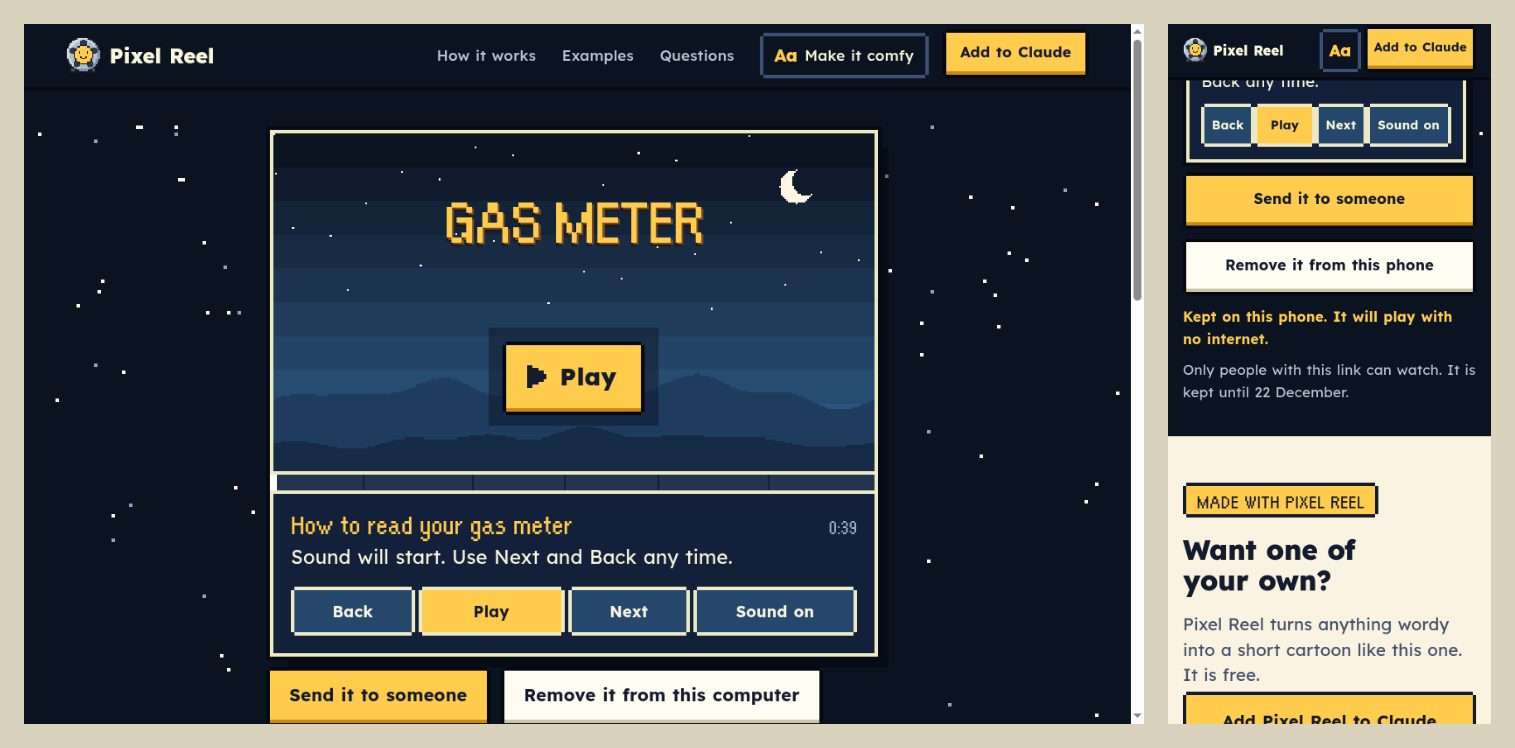 Pixel Reel
How it works
Examples
Questions
Aa Make it comfy
Add to Claude
GAS METER
Play
How to read your gas meter
0:39
Sound will start. Use Next and Back any time.
Back
Play
Next
Sound on
Send it to someone
Remove it from this computer
Pixel Reel
Aa
Add to Claude
Back any time.
Back
Play
Next
Sound on
Send it to someone
Remove it from this phone
Kept on this phone. It will play with
no internet.
Only people with this link can watch. It is
kept until 22 December.
MADE WITH PIXEL REEL
Want one of
your own?
Pixel Reel turns anything wordy
into a short cartoon like this one.
It is free.
Add Pixel Reel to Claude